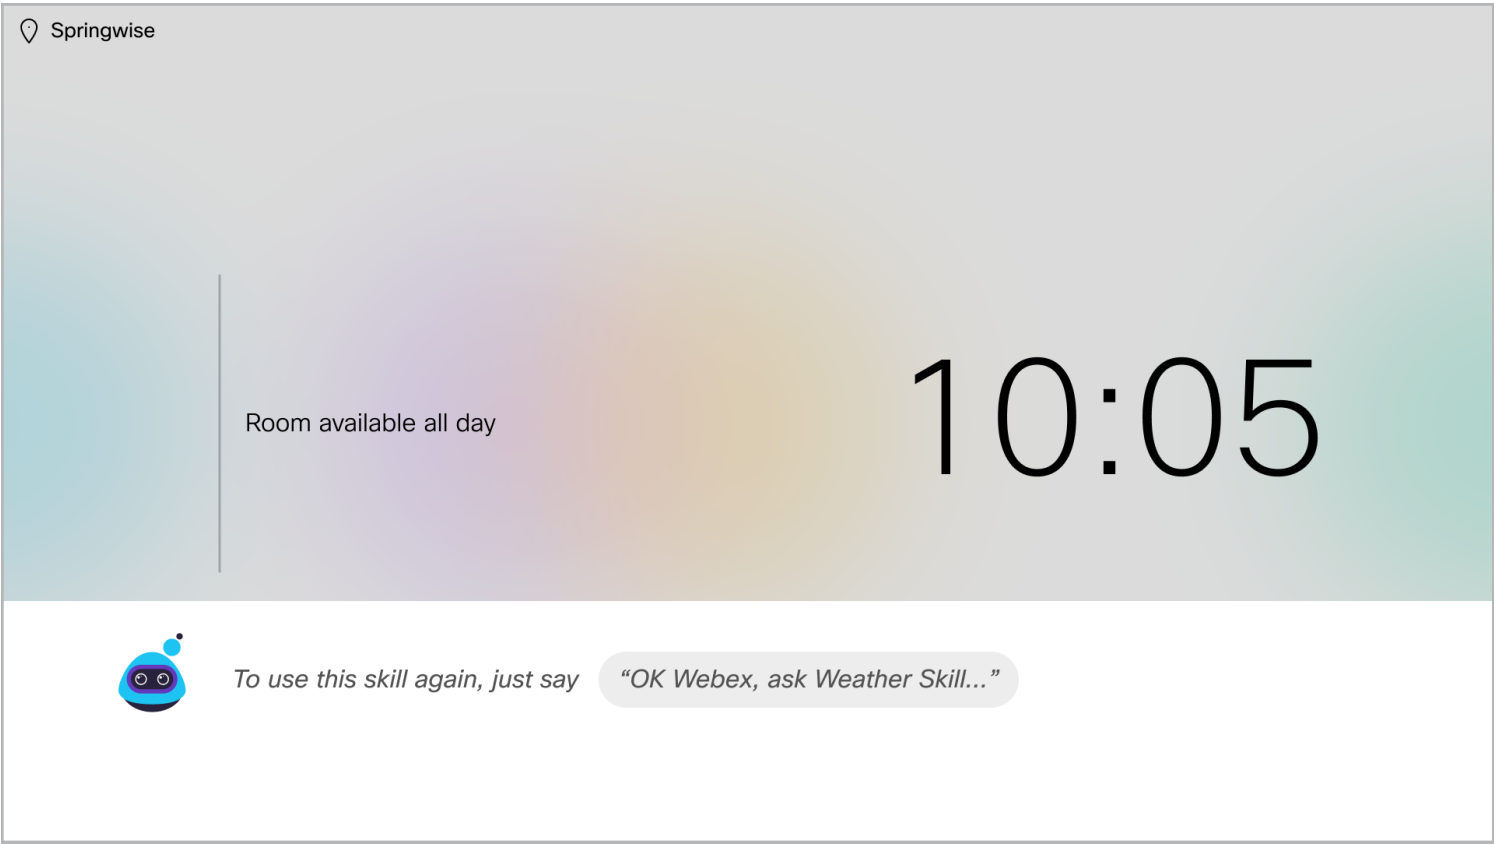 Springwise
Room available all day
10:05
To use this skill again, just say “OK Webex, ask Weather Skill...”